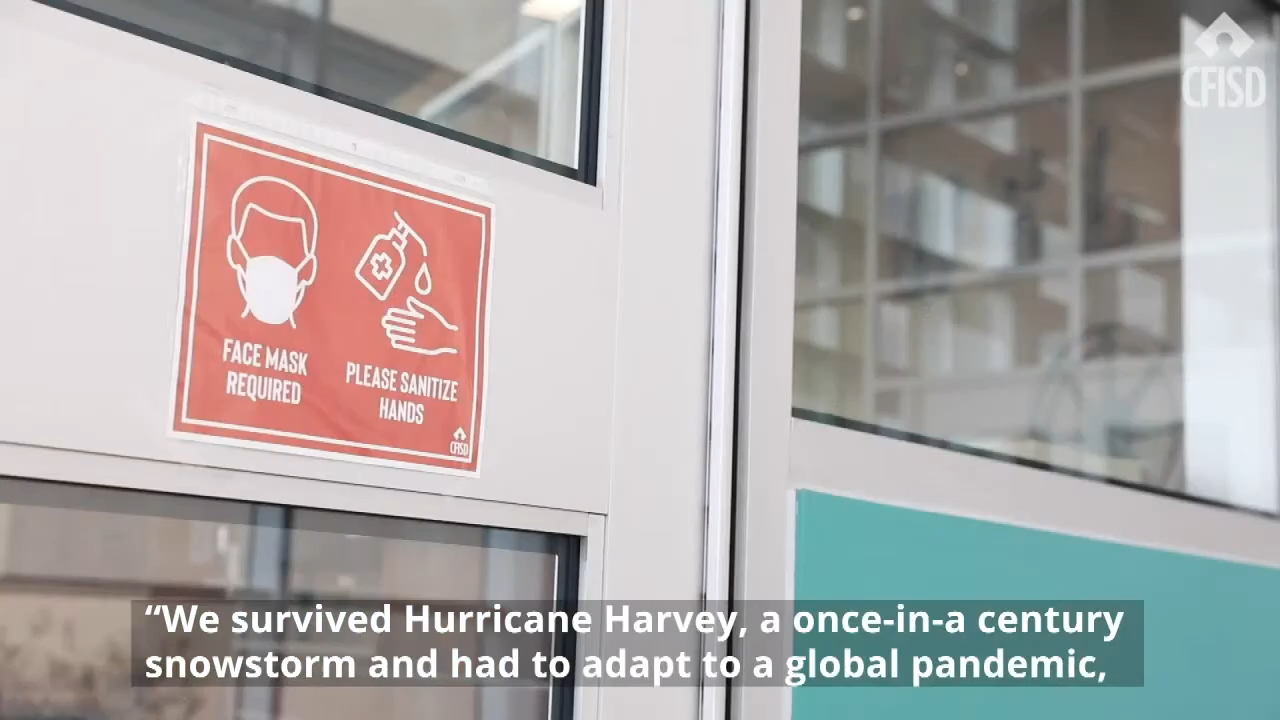 CFISD
FACE MASK
REQUIRED
PLEASE SANITIZE
HANDS
CFISD
“We survived Hurricane Harvey, a once-in-a century
snowstorm and had to adapt to a global pandemic,